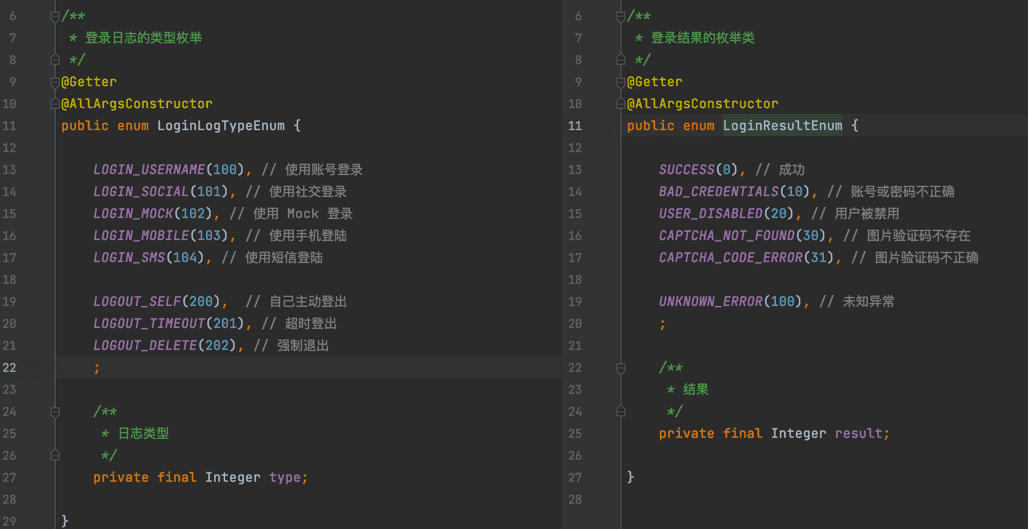 6 /**
7  * 登录日志的类型枚举
8  */
9 @Getter
10 @AllArgsConstructor
11 public enum LoginLogTypeEnum {
12
13     LOGIN_USERNAME(100), // 使用账号登录
14     LOGIN_SOCIAL(101), // 使用社交登录
15     LOGIN_MOCK(102), // 使用 Mock 登录
16     LOGIN_MOBILE(103), // 使用手机登陆
17     LOGIN_SMS(104), // 使用短信登陆
18
19     LOGOUT_SELF(200),  // 自己主动登出
20     LOGOUT_TIMEOUT(201), // 超时登出
21     LOGOUT_DELETE(202), // 强制退出
22     ;
23
24     /**
25      * 日志类型
26      */
27     private final Integer type;
28
29 }
6 /**
7  * 登录结果的枚举类
8  */
9 @Getter
10 @AllArgsConstructor
11 public enum LoginResultEnum {
12
13     SUCCESS(0), // 成功
14     BAD_CREDENTIALS(10), // 账号或密码不正确
15     USER_DISABLED(20), // 用户被禁用
16     CAPTCHA_NOT_FOUND(30), // 图片验证码不存在
17     CAPTCHA_CODE_ERROR(31), // 图片验证码不正确
18
19     UNKNOWN_ERROR(100), // 未知异常
20     ;
21
22     /**
23      * 结果
24      */
25     private final Integer result;
26
27 }
28